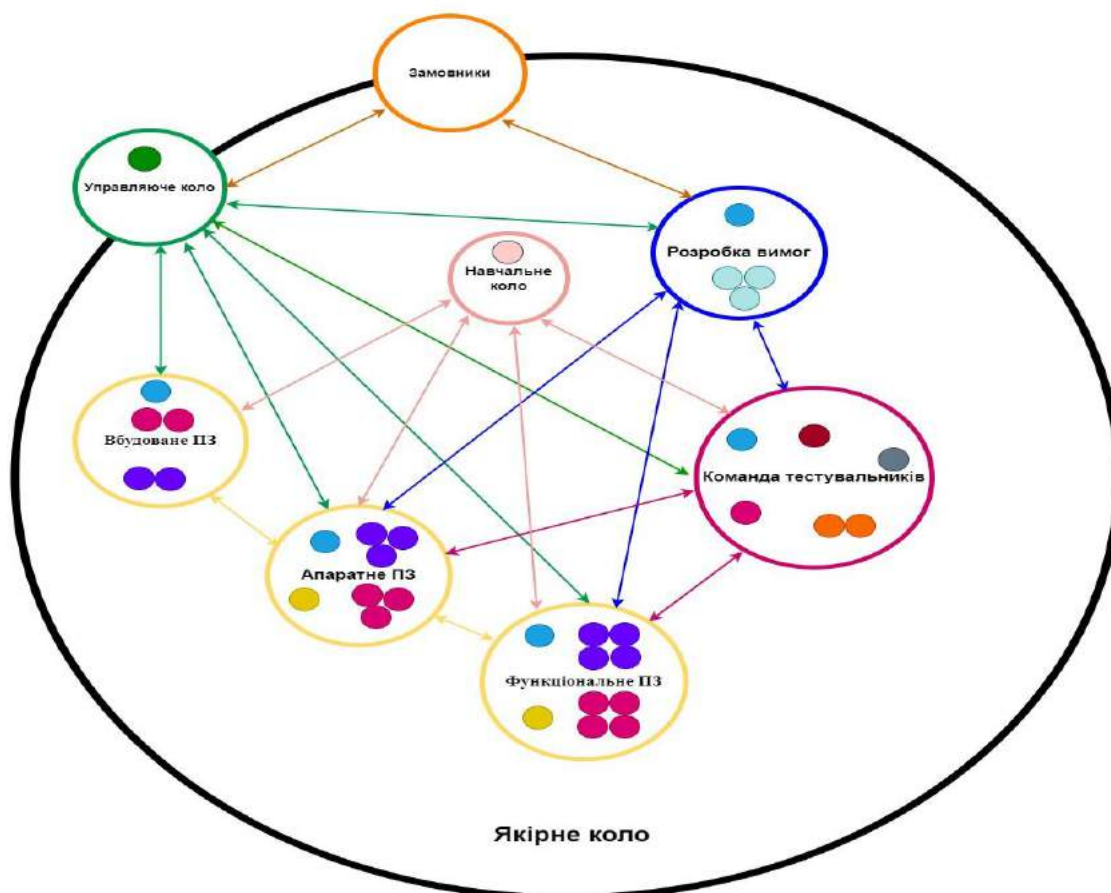 Замовники
Управляюче коло
Розробка вимог
Навчальне
коло
Вбудоване ПЗ
Команда тестувальників
Апаратне ПЗ
Функціональне ПЗ
Якірне коло